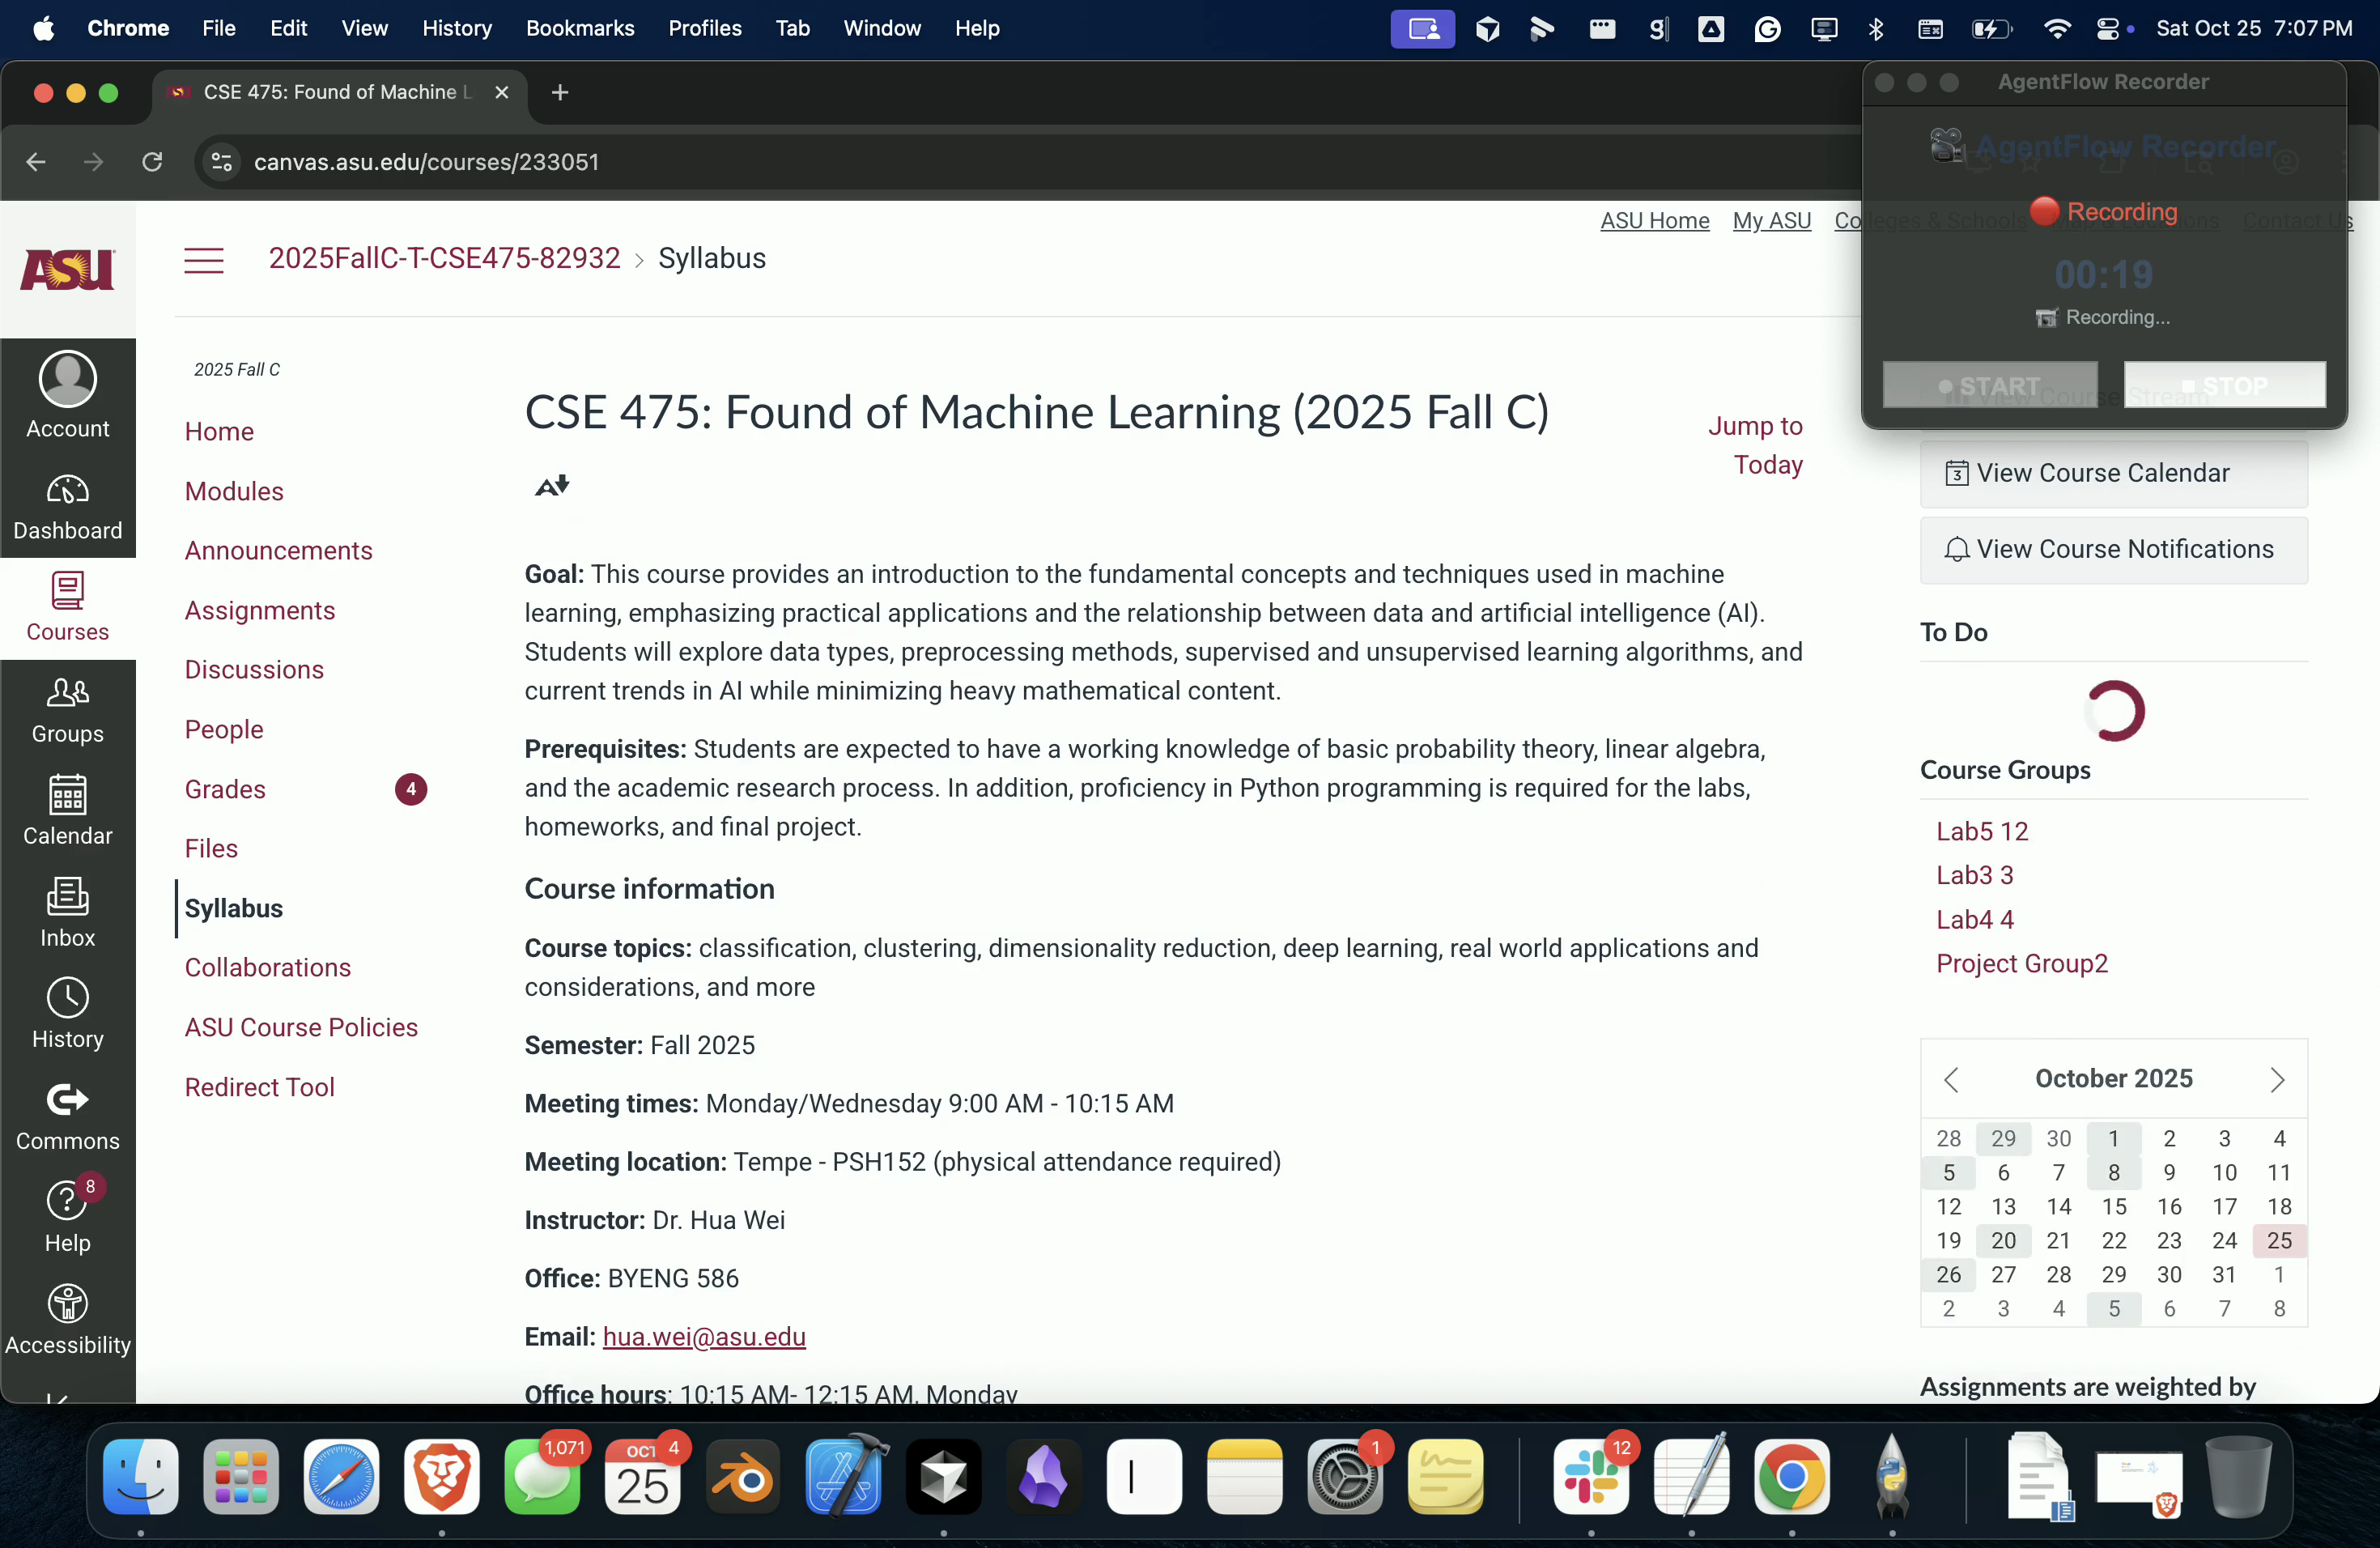 Chrome File Edit View History Bookmarks Profiles Tab Window Help
Sat Oct 25 7:07 PM
CSE 475: Found of Machine L
AgentFlow Recorder
canvas.asu.edu/courses/233051
AgentFlow Recorder
Recording
00:19
Recording...
START
STOP
ASU Home My ASU Colleges & Schools Contact Us
ASU
2025FallC-T-CSE475-82932 › Syllabus
Account
Dashboard
Courses
Groups
Calendar
Inbox
History
Commons
8
Help
Accessibility
2025 Fall C
Home
Modules
Announcements
Assignments
Discussions
People
Grades 4
Files
Syllabus
Collaborations
ASU Course Policies
Redirect Tool
CSE 475: Found of Machine Learning (2025 Fall C)
Jump to
Today
Goal: This course provides an introduction to the fundamental concepts and techniques used in machine
learning, emphasizing practical applications and the relationship between data and artificial intelligence (AI).
Students will explore data types, preprocessing methods, supervised and unsupervised learning algorithms, and
current trends in AI while minimizing heavy mathematical content.
Prerequisites: Students are expected to have a working knowledge of basic probability theory, linear algebra,
and the academic research process. In addition, proficiency in Python programming is required for the labs,
homeworks, and final project.
Course information
Course topics: classification, clustering, dimensionality reduction, deep learning, real world applications and
considerations, and more
Semester: Fall 2025
Meeting times: Monday/Wednesday 9:00 AM - 10:15 AM
Meeting location: Tempe - PSH152 (physical attendance required)
Instructor: Dr. Hua Wei
Office: BYENG 586
Email: hua.wei@asu.edu
Office hours: 10:15 AM- 12:15 AM, Monday
View Course Stream
3 View Course Calendar
View Course Notifications
To Do
Course Groups
Lab5 12
Lab3 3
Lab4 4
Project Group2
October 2025
28 29 30 1 2 3 4
5 6 7 8 9 10 11
12 13 14 15 16 17 18
19 20 21 22 23 24 25
26 27 28 29 30 31 1
2 3 4 5 6 7 8
Assignments are weighted by
1,071
OCT 4
25
1
12